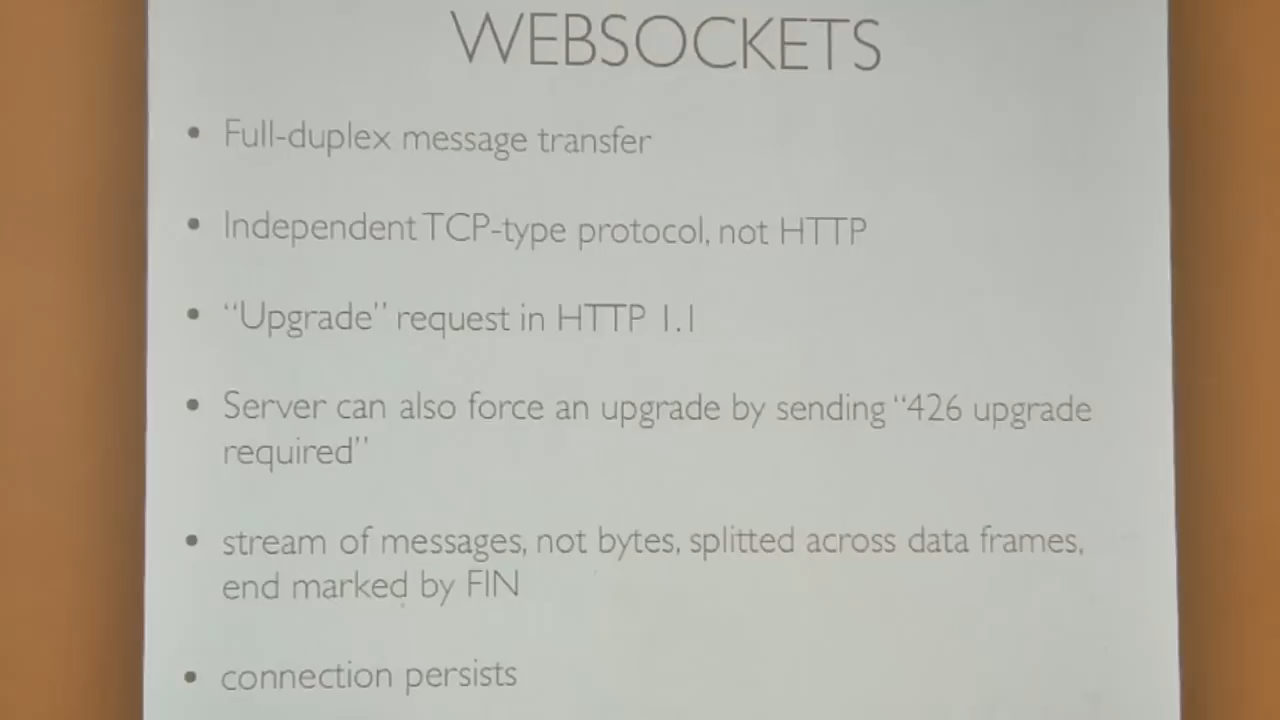 WEBSOCKETS
• Full-duplex message transfer
• Independent TCP-type protocol, not HTTP
• “Upgrade” request in HTTP 1.1
• Server can also force an upgrade by sending “426 upgrade
required”
• stream of messages, not bytes, splitted across data frames,
end marked by FIN
• connection persists